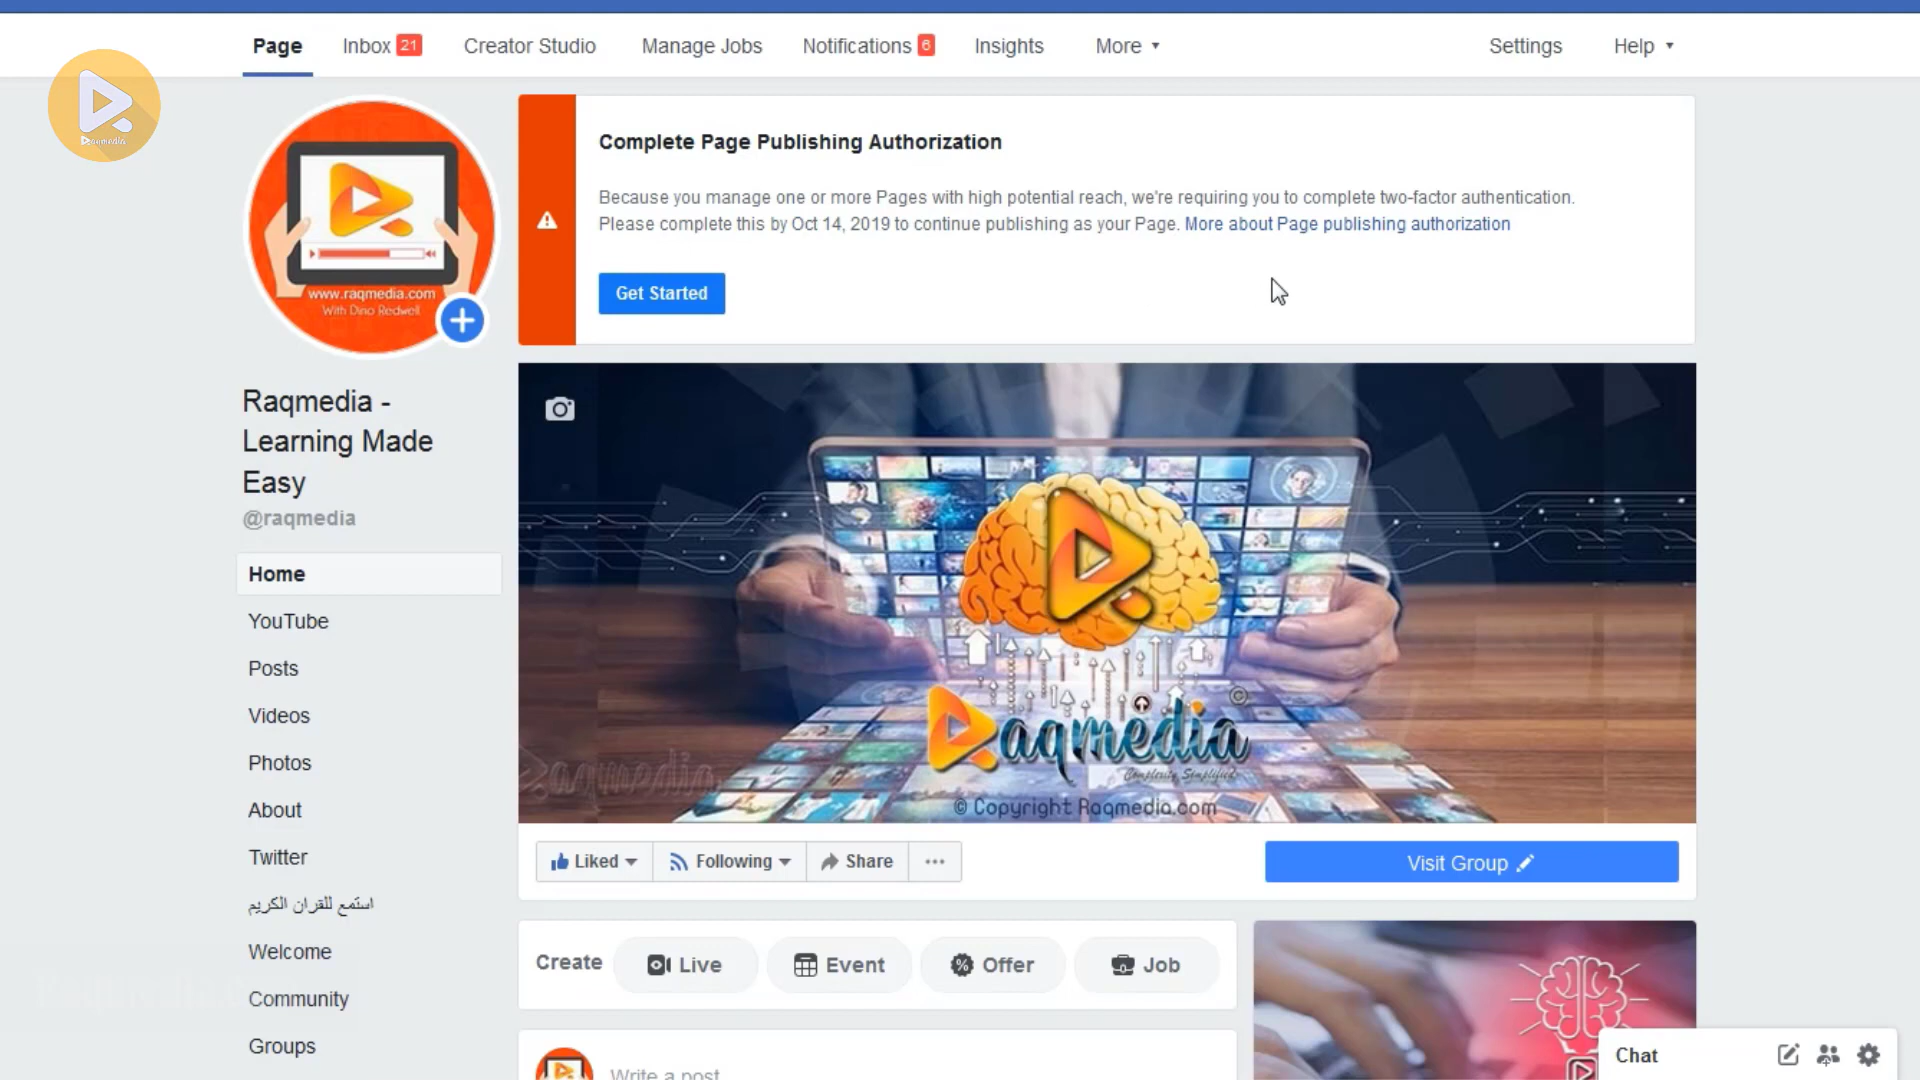 Page
Inbox 21
Creator Studio
Manage Jobs
Notifications 6
Insights
More
Settings
Help
Raqmedia
www.raqmedia.com
With Dino Redwell
Complete Page Publishing Authorization
Because you manage one or more Pages with high potential reach, we're requiring you to complete two-factor authentication.
Please complete this by Oct 14, 2019 to continue publishing as your Page. More about Page publishing authorization
Get Started
Raqmedia -
Learning Made
Easy
@raqmedia
Home
YouTube
Posts
Videos
Photos
About
Twitter
استمع للقران الكريم
Welcome
Community
Groups
Raqmedia ©
Complexity Simplified
© Copyright Raqmedia.com
Raqmedia
Liked
Following
Share
Visit Group
Create
Live
Event
Offer
Job
Write a post
Chat